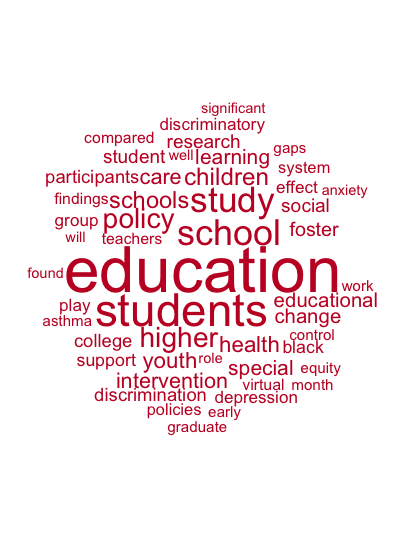 significant
discriminatory
compared research gaps
student well learning system
participants care children effect anxiety
findings schools study social
group policy school foster
will teachers
found education work
play students educational
asthma change
college higher health black control
support youth role special equity
intervention virtual month
discrimination depression
policies early
graduate